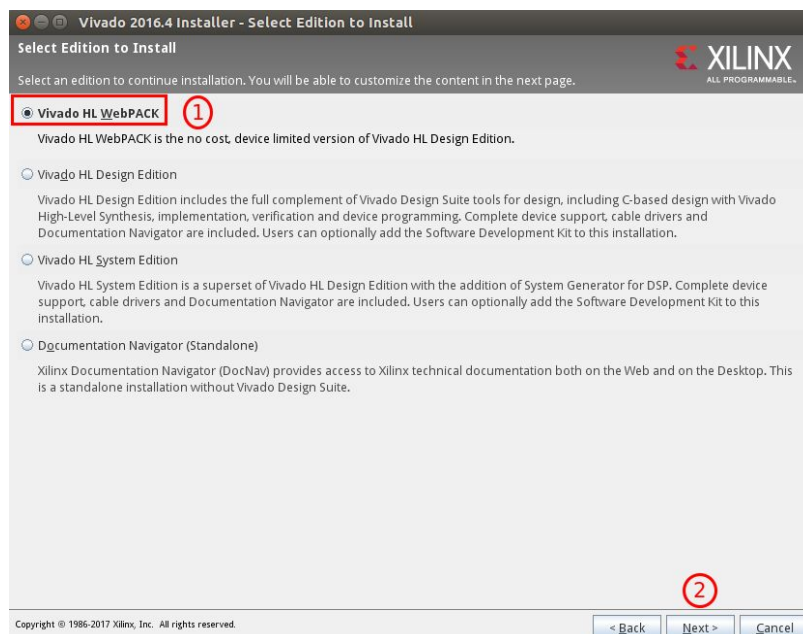 Vivado 2016.4 Installer - Select Edition to Install
Select Edition to Install
XILINX
ALL PROGRAMMABLE.
Select an edition to continue installation. You will be able to customize the content in the next page.
Vivado HL WebPACK
1
Vivado HL WebPACK is the no cost, device limited version of Vivado HL Design Edition.
Vivado HL Design Edition
Vivado HL Design Edition includes the full complement of Vivado Design Suite tools for design, including C-based design with Vivado
High-Level Synthesis, implementation, verification and device programming. Complete device support, cable drivers and
Documentation Navigator are included. Users can optionally add the Software Development Kit to this installation.
Vivado HL System Edition
Vivado HL System Edition is a superset of Vivado HL Design Edition with the addition of System Generator for DSP. Complete device
support, cable drivers and Documentation Navigator are included. Users can optionally add the Software Development Kit to this
installation.
Documentation Navigator (Standalone)
Xilinx Documentation Navigator (DocNav) provides access to Xilinx technical documentation both on the Web and on the Desktop. This
is a standalone installation without Vivado Design Suite.
2
Copyright © 1986-2017 Xilinx, Inc. All rights reserved.
< Back Next > Cancel